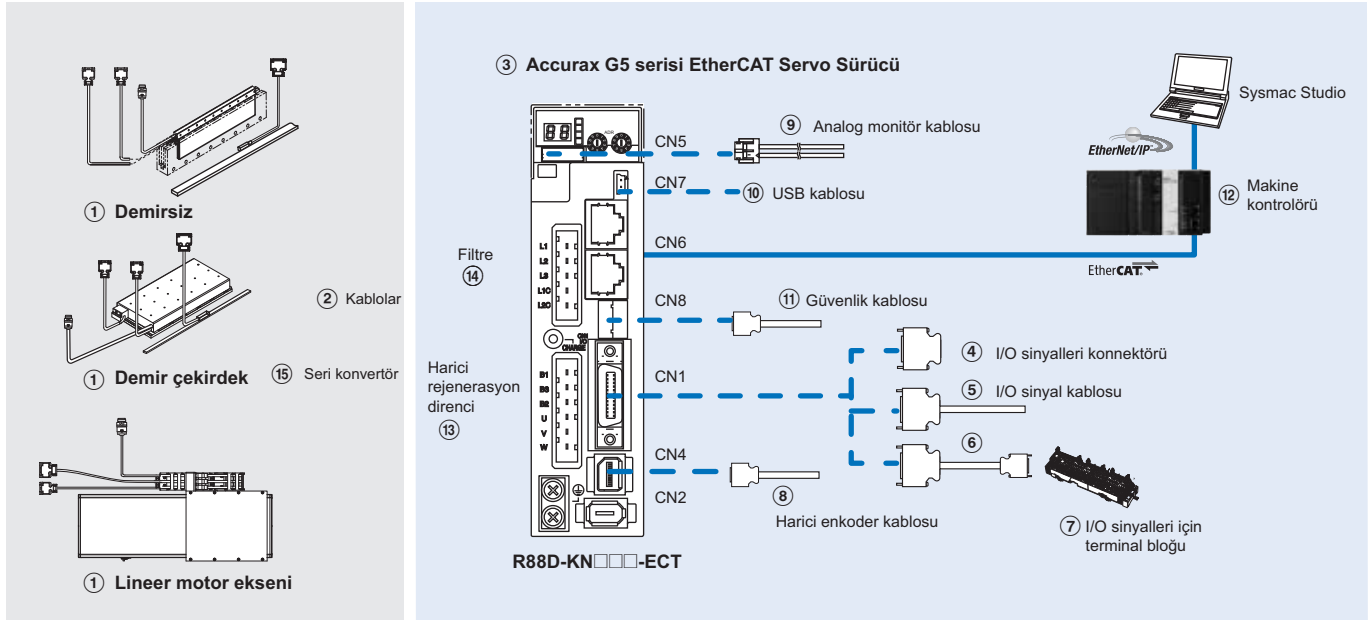 ① Demirsiz
② Kablolar
① Demir çekirdek
⑮ Seri konvertör
① Lineer motor ekseni
③ Accurax G5 serisi EtherCAT Servo Sürücü
ADR
CN5
⑨ Analog monitör kablosu
CN7
⑩ USB kablosu
CN6
Sysmac Studio
EtherNet/IP
⑫ Makine
kontrolörü
EtherCAT
Filtre
⑭
L1
L2
L3
L1C
L2C
CN8
⑪ Güvenlik kablosu
CHARGE
Harici
rejenerasyon
direnci
⑬
B1
B3
B2
U
V
W
CN1
④ I/O sinyalleri konnektörü
⑤ I/O sinyal kablosu
⑥
CN4
CN2
⑧
Harici enkoder kablosu
⑦ I/O sinyalleri için
terminal bloğu
R88D-KN□□□-ECT